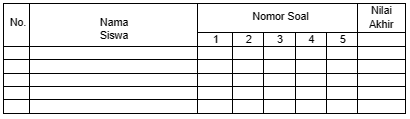 No.
Nama
Siswa
Nomor Soal
Nilai
Akhir
1 2 3 4 5